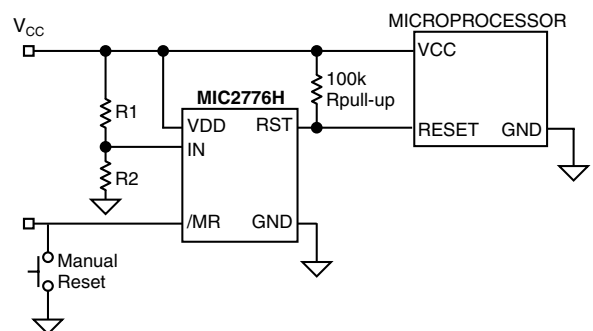 MICROPROCESSOR
VCC
VCC
100k
Rpull-up
MIC2776H
R1
VDD
RST
RESET
GND
IN
R2
/MR
GND
Manual
Reset